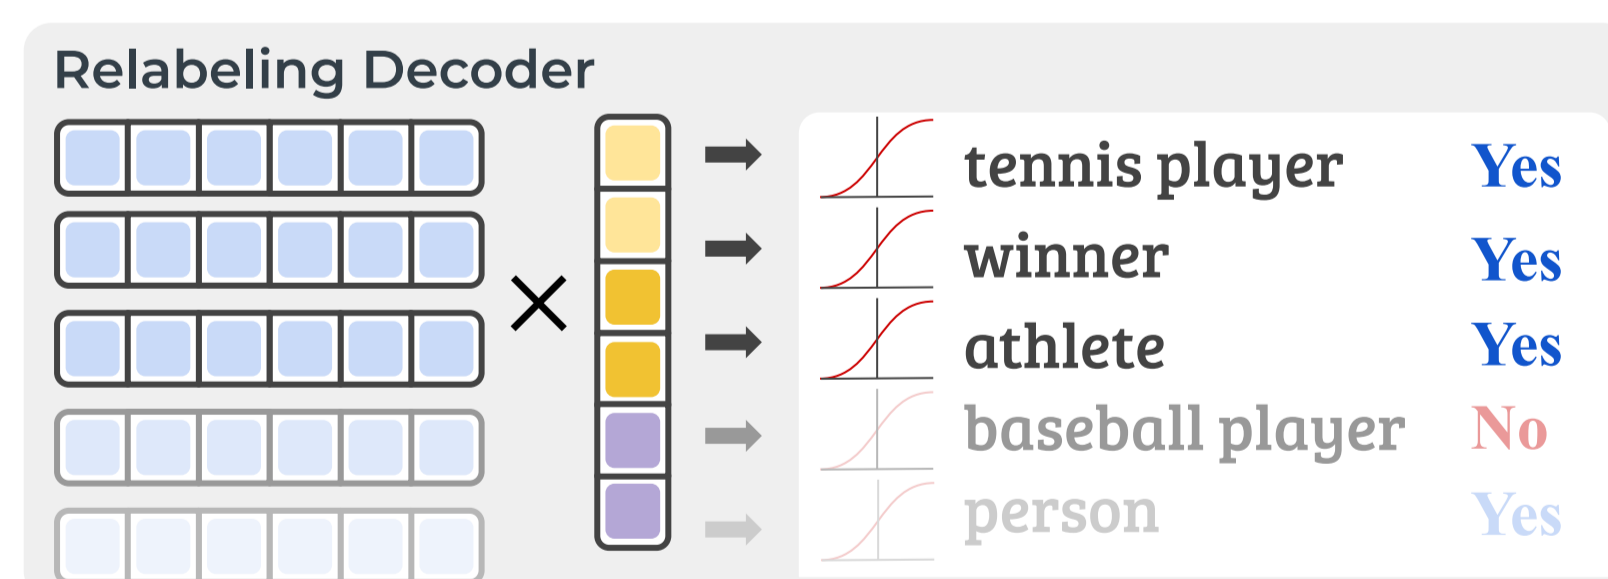 Relabeling Decoder
tennis player Yes
winner Yes
athlete Yes
baseball player No
person Yes